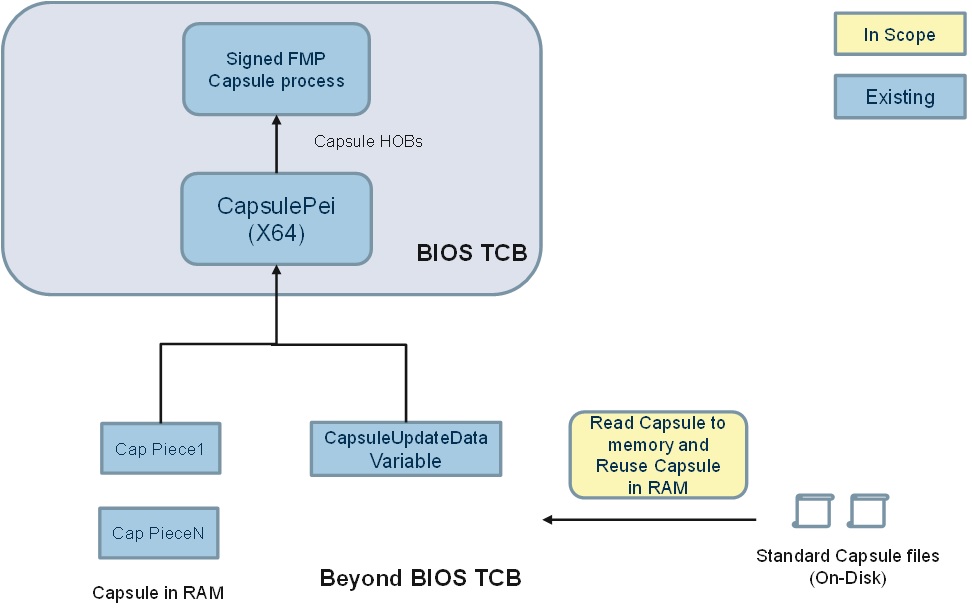 Signed FMP
Capsule process
In Scope
Existing
Capsule HOBs
CapsulePei
(X64)
BIOS TCB
Cap Piece1
CapsuleUpdateData
Variable
Read Capsule to
memory and
Reuse Capsule
in RAM
Cap PieceN
Standard Capsule files
(On-Disk)
Capsule in RAM
Beyond BIOS TCB